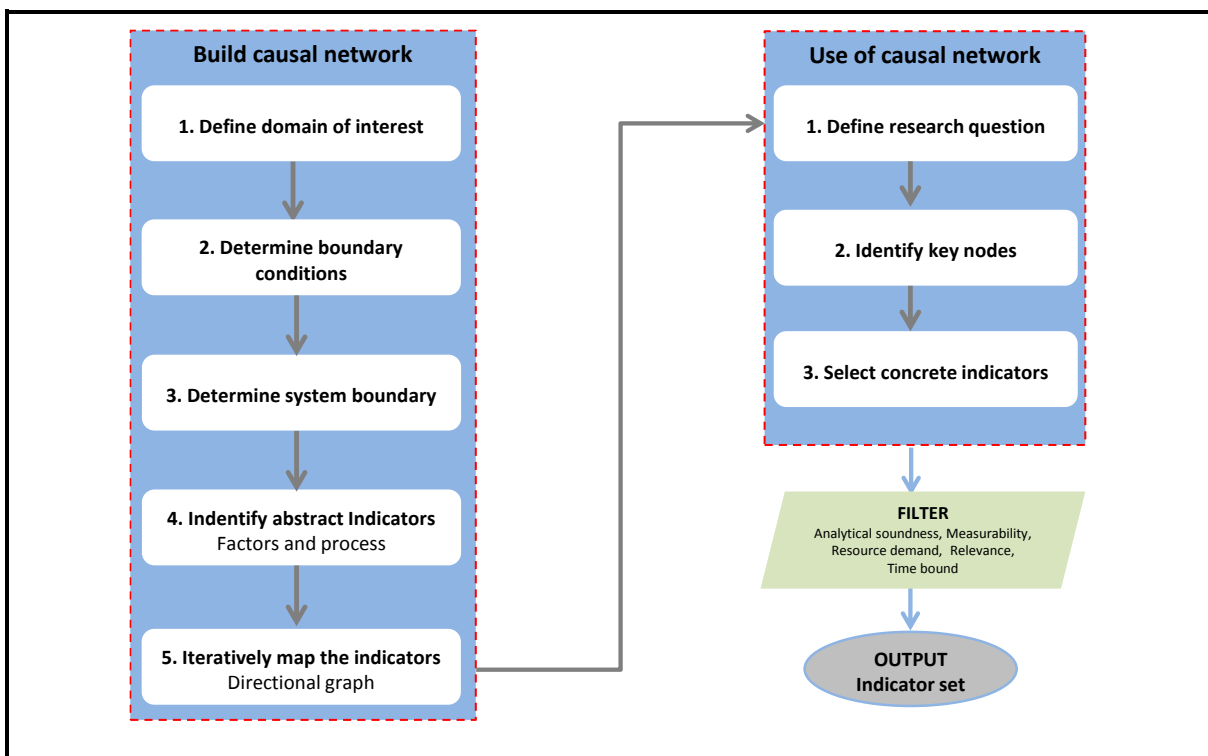 Build causal network
1. Define domain of interest
2. Determine boundary
conditions
3. Determine system boundary
4. Indentify abstract Indicators
Factors and process
5. Iteratively map the indicators
Directional graph
Use of causal network
1. Define research question
2. Identify key nodes
3. Select concrete indicators
FILTER
Analytical soundness, Measurability,
Resource demand, Relevance,
Time bound
OUTPUT
Indicator set